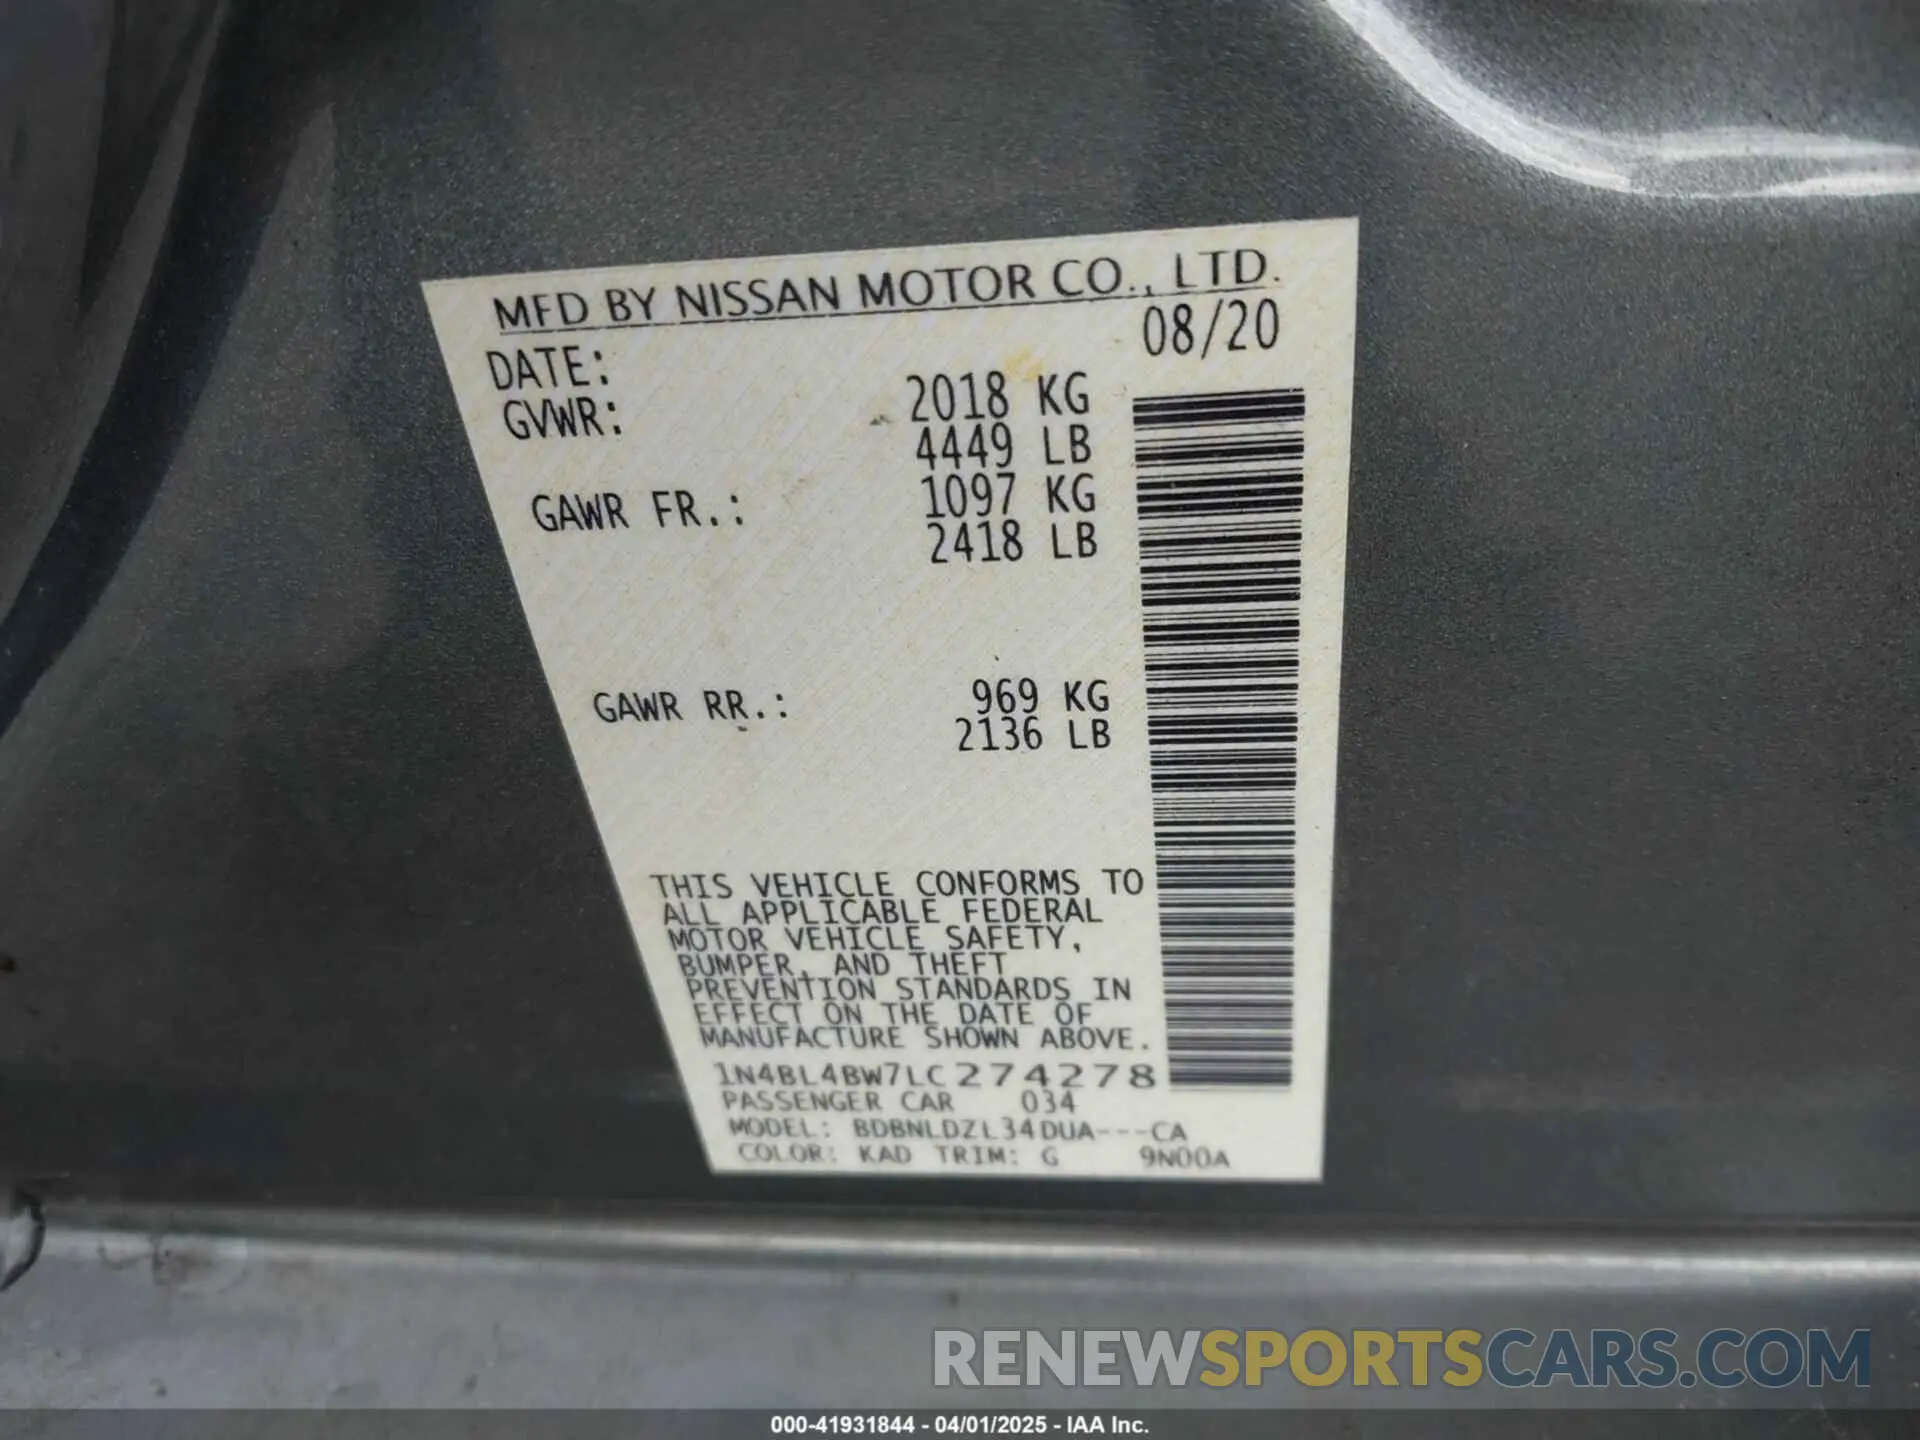 MFD BY NISSAN MOTOR CO., LTD.
DATE: 08/20
GVWR: 2018 KG
4449 LB
GAWR FR.: 1097 KG
2418 LB
GAWR RR.: 969 KG
2136 LB
THIS VEHICLE CONFORMS TO
ALL APPLICABLE FEDERAL
MOTOR VEHICLE SAFETY,
BUMPER, AND THEFT
PREVENTION STANDARDS IN
EFFECT ON THE DATE OF
MANUFACTURE SHOWN ABOVE.
1N4BL4BW7LC274278
PASSENGER CAR 034
MODEL: BDBNLDZL34DUA---CA
COLOR: KAD TRIM: G 9N00A
RENEWSPORTSCARS.COM
000-41931844 - 04/01/2025 - IAA Inc.